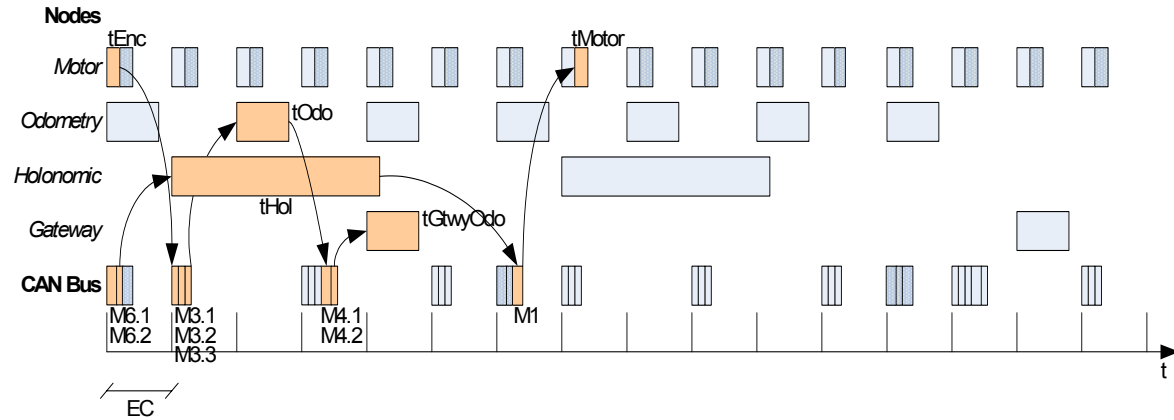 Nodes
tEnc
tMotor
Motor
Odometry
tOdo
Holonomic
tHol
tGtwyOdo
Gateway
CAN Bus
M6.1
M6.2
M3.1
M3.2
M3.3
M4.1
M4.2
M1
t
EC